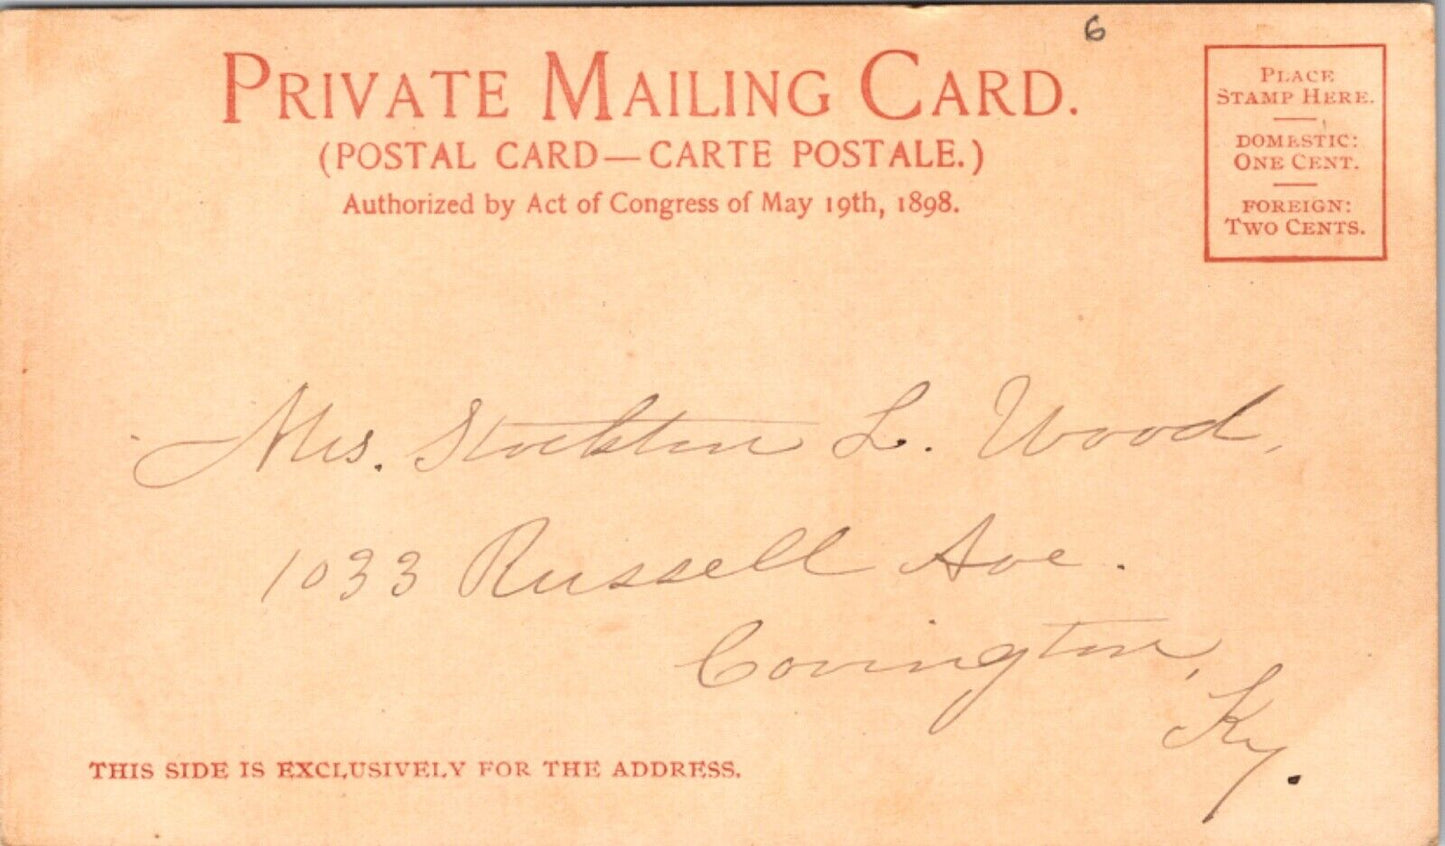 6
PRIVATE MAILING CARD.
(POSTAL CARD—CARTE POSTALE.)
Authorized by Act of Congress of May 19th, 1898.
PLACE
STAMP HERE.
DOMESTIC:
ONE CENT.
FOREIGN:
TWO CENTS.
Mrs. Stockton L. Wood,
1033 Russell Ave.
Covington,
Ky.
THIS SIDE IS EXCLUSIVELY FOR THE ADDRESS.